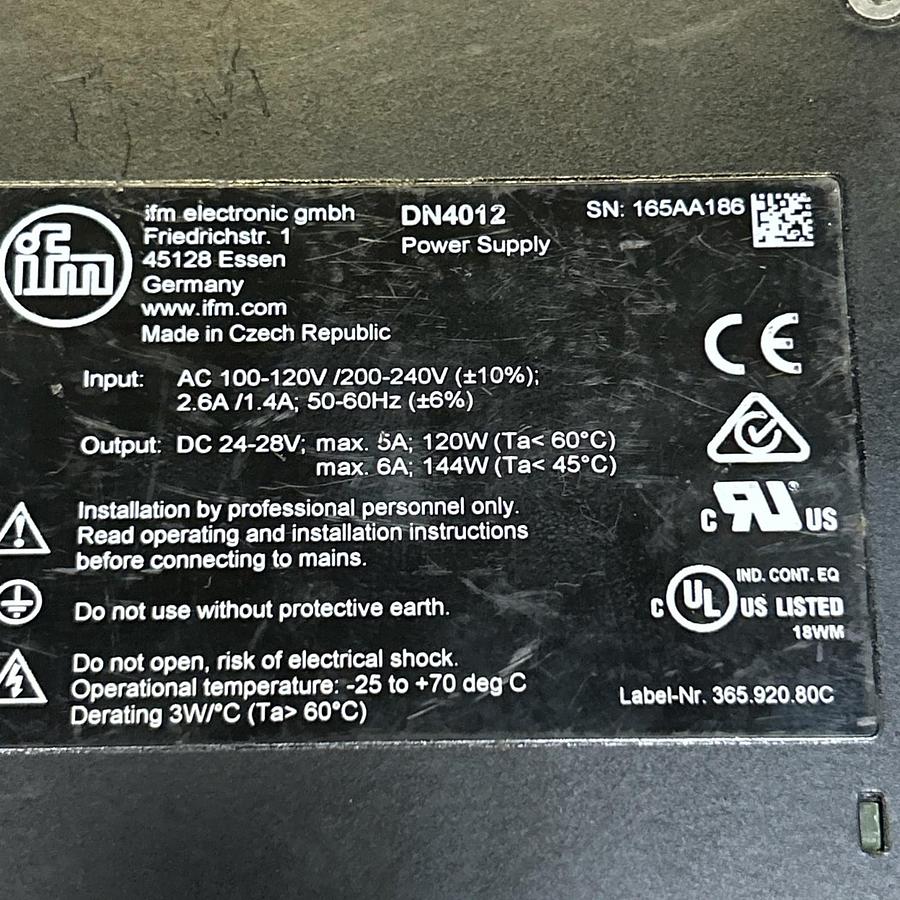 ifm
ifm electronic gmbh
Friedrichstr. 1
45128 Essen
Germany
www.ifm.com
Made in Czech Republic
DN4012
Power Supply
SN: 165AA186
Input: AC 100-120V /200-240V (±10%);
2.6A /1.4A; 50-60Hz (±6%)
Output: DC 24-28V; max. 5A; 120W (Ta< 60°C)
max. 6A; 144W (Ta< 45°C)
Installation by professional personnel only.
Read operating and installation instructions
before connecting to mains.
Do not use without protective earth.
Do not open, risk of electrical shock.
Operational temperature: -25 to +70 deg C
Derating 3W/°C (Ta> 60°C)
CE
C RU® US
IND. CONT. EQ
C UL US LISTED
18WM
Label-Nr. 365.920.80C